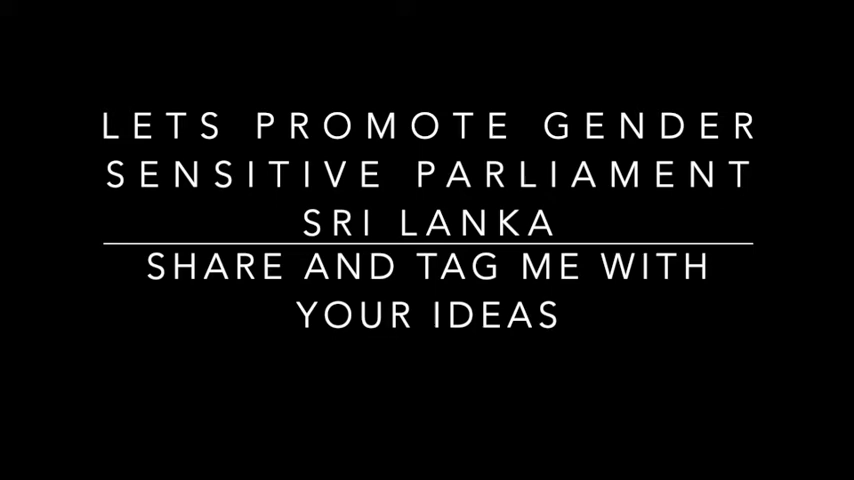 LETS PROMOTE GENDER
SENSITIVE PARLIAMENT
SRI LANKA
SHARE AND TAG ME WITH
YOUR IDEAS